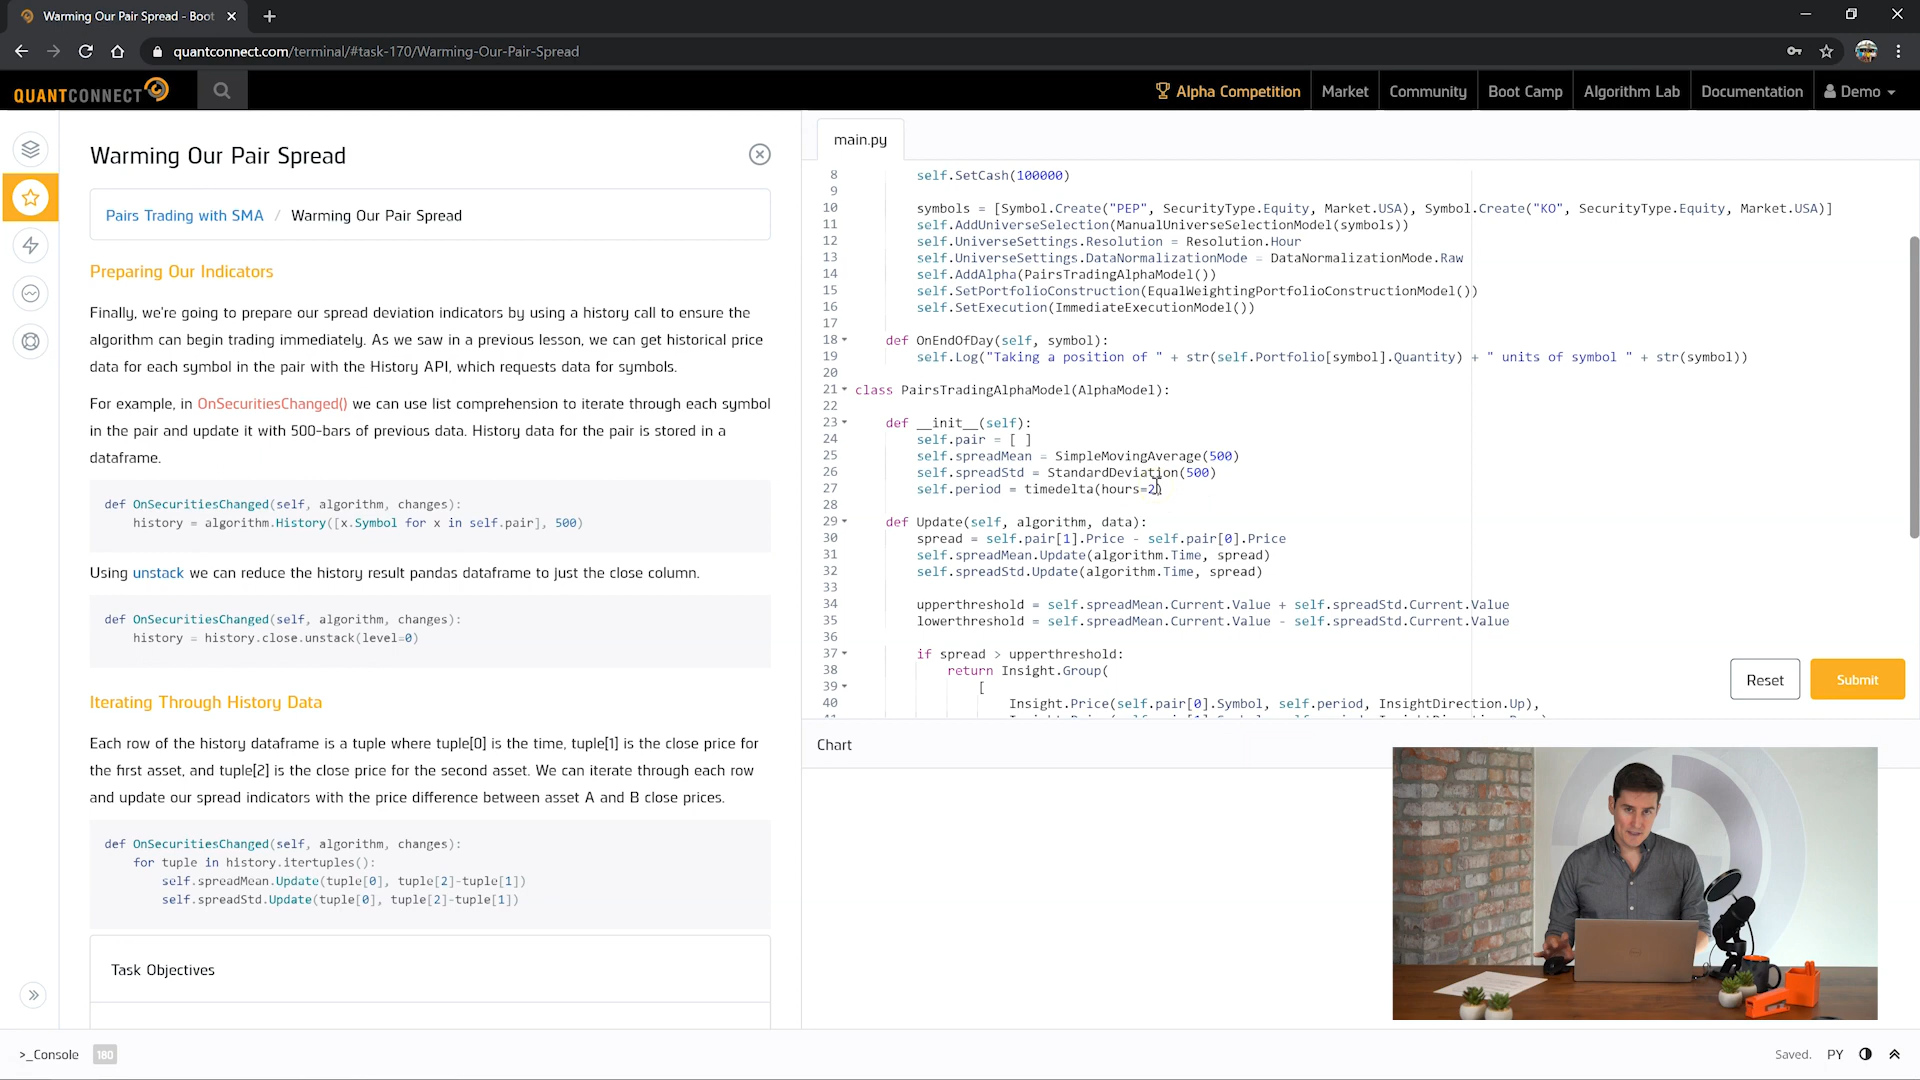 Warming Our Pair Spread - Boot
quantconnect.com/terminal/#task-170/Warming-Our-Pair-Spread
QUANTCONNECT
Alpha Competition
Market
Community
Boot Camp
Algorithm Lab
Documentation
Demo
Warming Our Pair Spread
Pairs Trading with SMA / Warming Our Pair Spread
Preparing Our Indicators
Finally, we're going to prepare our spread deviation indicators by using a history call to ensure the
algorithm can begin trading immediately. As we saw in a previous lesson, we can get historical price
data for each symbol in the pair with the History API, which requests data for symbols.
For example, in OnSecuritiesChanged() we can use list comprehension to iterate through each symbol
in the pair and update it with 500-bars of previous data. History data for the pair is stored in a
dataframe.
def OnSecuritiesChanged(self, algorithm, changes):
history = algorithm.History([x.Symbol for x in self.pair], 500)
Using unstack we can reduce the history result pandas dataframe to just the close column.
def OnSecuritiesChanged(self, algorithm, changes):
history = history.close.unstack(level=0)
Iterating Through History Data
Each row of the history dataframe is a tuple where tuple[0] is the time, tuple[1] is the close price for
the first asset, and tuple[2] is the close price for the second asset. We can iterate through each row
and update our spread indicators with the price difference between asset A and B close prices.
def OnSecuritiesChanged(self, algorithm, changes):
for tuple in history.itertuples():
self.spreadMean.Update(tuple[0], tuple[2]-tuple[1])
self.spreadStd.Update(tuple[0], tuple[2]-tuple[1])
Task Objectives
main.py
8 self.SetCash(100000)
9
10 symbols = [Symbol.Create("PEP", SecurityType.Equity, Market.USA), Symbol.Create("KO", SecurityType.Equity, Market.USA)]
11 self.AddUniverseSelection(ManualUniverseSelectionModel(symbols))
12 self.UniverseSettings.Resolution = Resolution.Hour
13 self.UniverseSettings.DataNormalizationMode = DataNormalizationMode.Raw
14 self.AddAlpha(PairsTradingAlphaModel())
15 self.SetPortfolioConstruction(EqualWeightingPortfolioConstructionModel())
16 self.SetExecution(ImmediateExecutionModel())
17
18 def OnEndOfDay(self, symbol):
19 self.Log("Taking a position of " + str(self.Portfolio[symbol].Quantity) + " units of symbol " + str(symbol))
20
21 class PairsTradingAlphaModel(AlphaModel):
22
23 def __init__(self):
24 self.pair = [ ]
25 self.spreadMean = SimpleMovingAverage(500)
26 self.spreadStd = StandardDeviation(500)
27 self.period = timedelta(hours=2)
28
29 def Update(self, algorithm, data):
30 spread = self.pair[1].Price - self.pair[0].Price
31 self.spreadMean.Update(algorithm.Time, spread)
32 self.spreadStd.Update(algorithm.Time, spread)
33
34 upperthreshold = self.spreadMean.Current.Value + self.spreadStd.Current.Value
35 lowerthreshold = self.spreadMean.Current.Value - self.spreadStd.Current.Value
36
37 if spread > upperthreshold:
38 return Insight.Group(
39 [
40 Insight.Price(self.pair[0].Symbol, self.period, InsightDirection.Up),
Reset
Submit
Chart
>_Console 180
Saved. PY